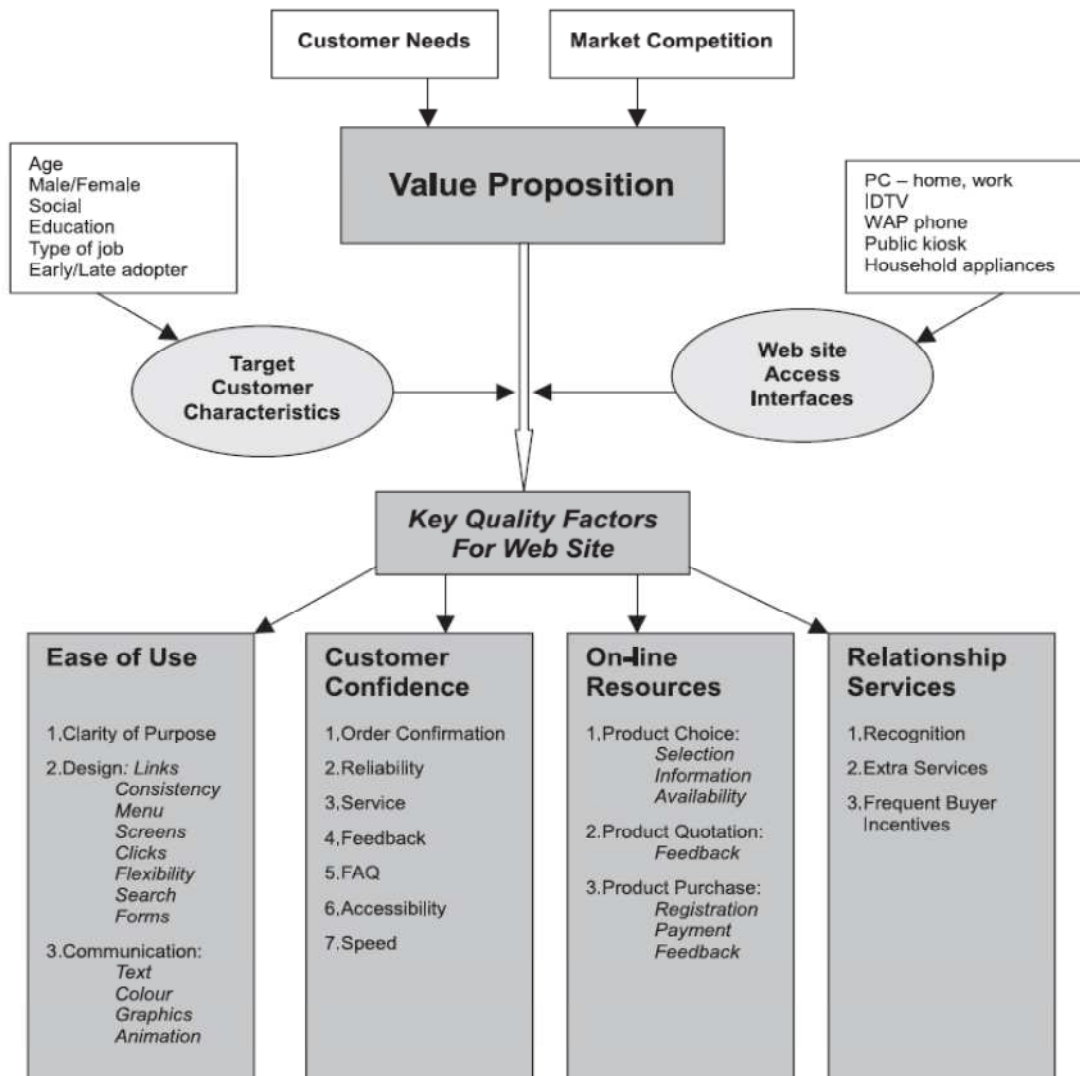 Customer Needs
Market Competition
Value Proposition
Age
Male/Female
Social
Education
Type of job
Early/Late adopter
PC – home, work
IDTV
WAP phone
Public kiosk
Household appliances
Target
Customer
Characteristics
Web site
Access
Interfaces
Key Quality Factors
For Web Site
Ease of Use
1.Clarity of Purpose
2.Design: Links
Consistency
Menu
Screens
Clicks
Flexibility
Search
Forms
3.Communication:
Text
Colour
Graphics
Animation
Customer
Confidence
1.Order Confirmation
2.Reliability
3.Service
4.Feedback
5.FAQ
6.Accessibility
7.Speed
On-line
Resources
1.Product Choice:
Selection
Information
Availability
2.Product Quotation:
Feedback
3.Product Purchase:
Registration
Payment
Feedback
Relationship
Services
1.Recognition
2.Extra Services
3.Frequent Buyer
Incentives